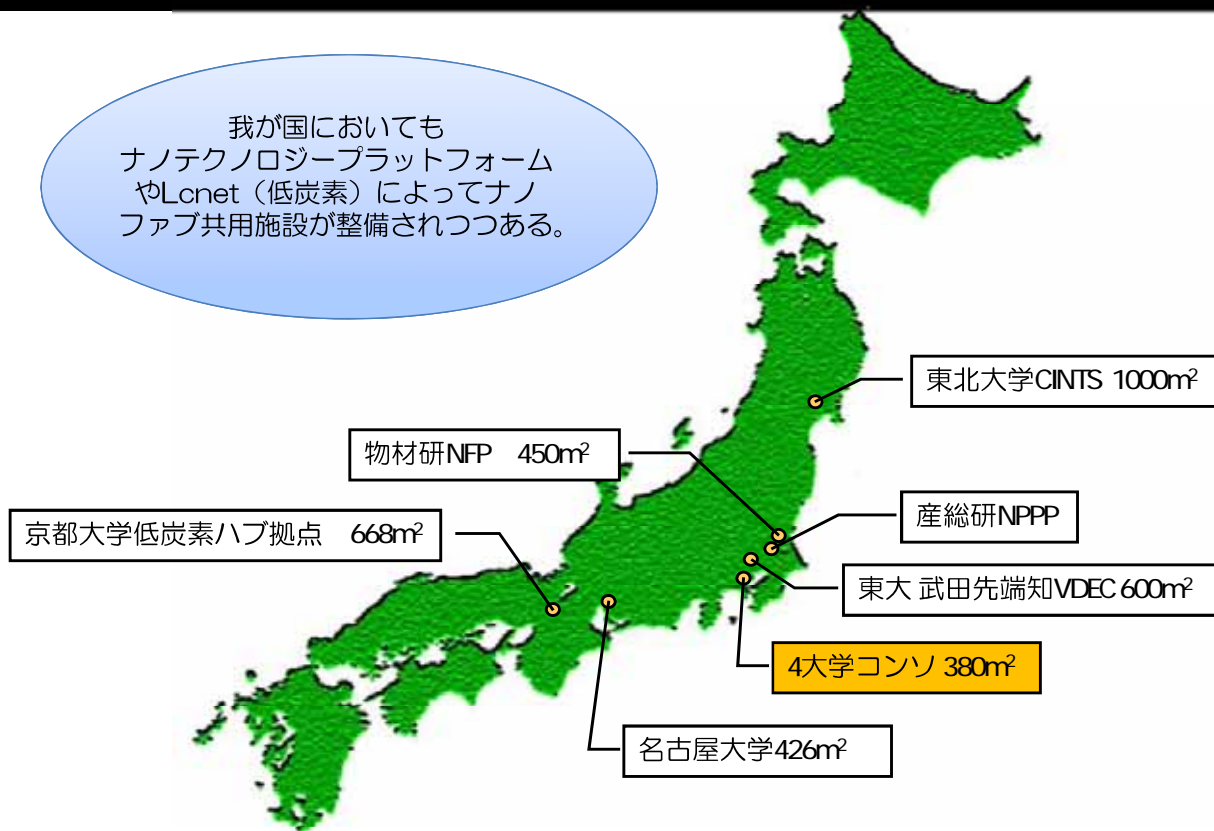 我が国においても
ナノテクノロジープラットフォーム
やLcnet（低炭素）によってナノ
ファブ共用施設が整備されつつある。
東北大学CINTS 1000m²
物材研NFP 450m²
産総研NPPP
京都大学低炭素ハブ拠点 668m²
東大 武田先端知VDEC 600m²
4大学コンソ 380m²
名古屋大学426m²